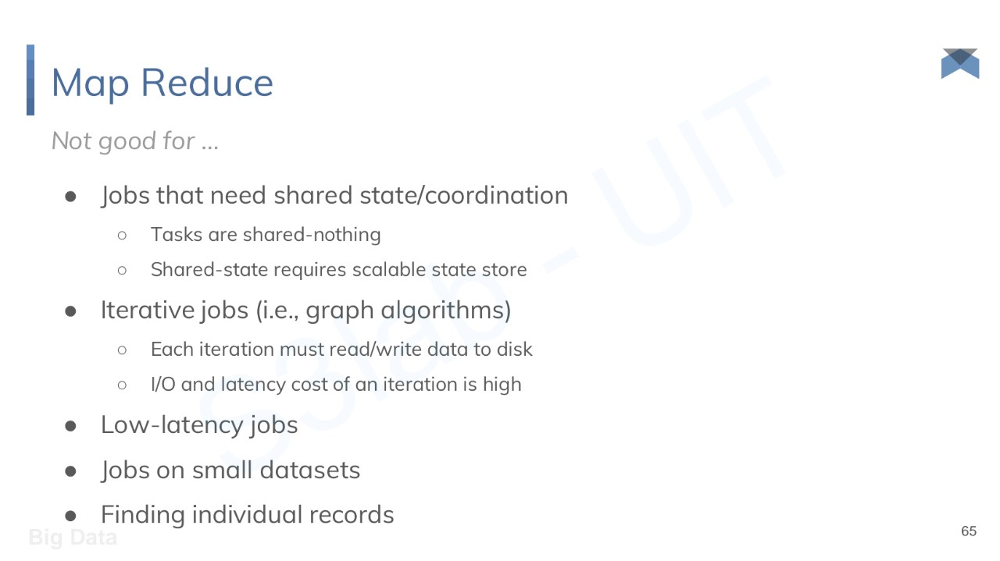 Map Reduce
Not good for ...
● Jobs that need shared state/coordination
○ Tasks are shared-nothing
○ Shared-state requires scalable state store
● Iterative jobs (i.e., graph algorithms)
○ Each iteration must read/write data to disk
○ I/O and latency cost of an iteration is high
● Low-latency jobs
● Jobs on small datasets
● Finding individual records
Big Data
65
S3lab - UIT